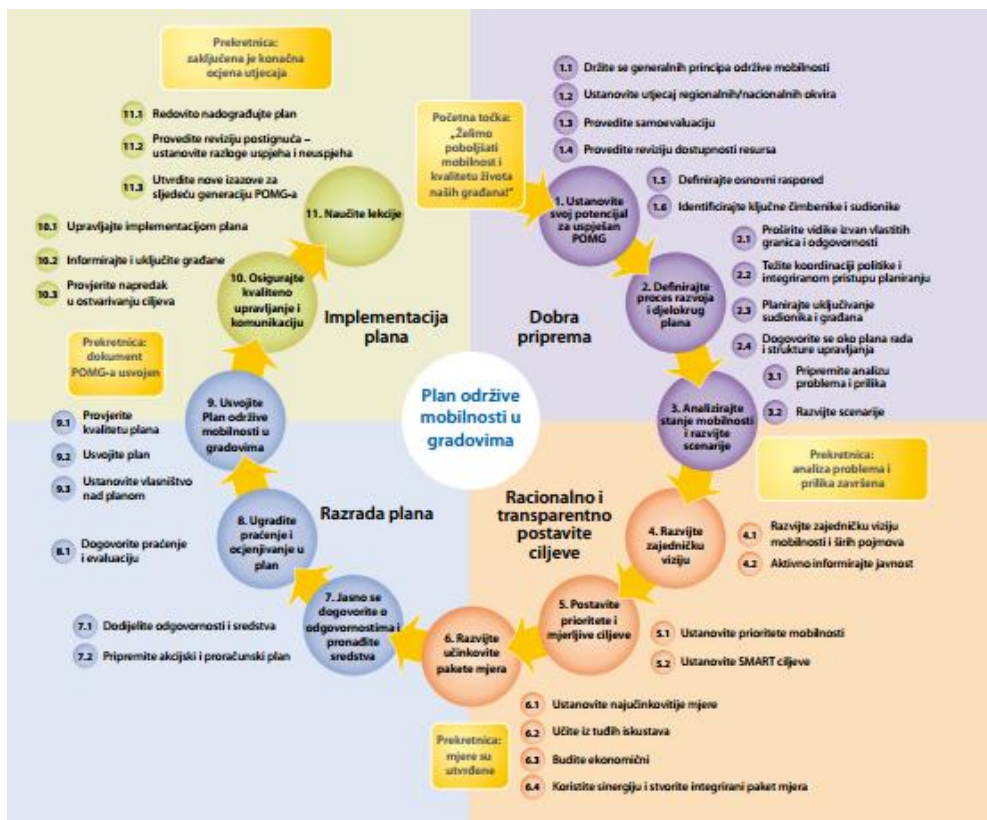 Prekretnica:
zaključena je konačna
ocjena utjecaja
11.1 Redovito nadograđujte plan
11.2 Provedite reviziju postignuća –
ustanovite razloge uspjeha i neuspjeha
11.3 Utvrdite nove izazove za
sljedeću generaciju POMG-a
10.1 Upravljajte implementacijom plana
10.2 Informirajte i uključite građane
10.3 Provjerite napredak
u ostvarivanju ciljeva
11. Naučite lekcije
10. Osigurajte
kvaliteno
upravljanje i
komunikaciju
Implementacija
plana
Početna točka:
„Želimo
poboljšati
mobilnost i
kvalitetu života
naših građana!”
1.1 Držite se generalnih principa održive mobilnosti
1.2 Ustanovite utjecaj regionalnih/nacionalnih okvira
1.3 Provedite samoevaluaciju
1.4 Provedite reviziju dostupnosti resursa
1.5 Definirajte osnovni raspored
1.6 Identificirajte ključne čimbenike i sudionike
1. Ustanovite
svoj potencijal
za uspješan
POMG
2.1 Proširite vidike izvan vlastitih
granica i odgovornosti
2.2 Težite koordinaciji politike i
integriranom pristupu planiranju
2.3 Planirajte uključivanje
sudionika i građana
2.4 Dogovorite se oko plana rada
i strukture upravljanja
2. Definirajte
proces razvoja
i djelokrug
plana
Dobra
priprema
3.1 Pripremite analizu
problema i prilika
3.2 Razvijte scenarije
3. Analizirajte
stanje mobilnosti
i razvijte
scenarije
Prekretnica:
analiza problema i
prilika završena
Plan održive
mobilnosti u
gradovima
Prekretnica:
dokument
POMG-a usvojen
9.1 Provjerite
kvalitetu plana
9.2 Usvojite plan
9.3 Ustanovite vlasništvo
nad planom
9. Usvojite
Plan održive
mobilnosti u
gradovima
8. Ugradite
praćenje i
ocjenjivanje u
plan
8.1 Dogovorite praćenje
i evaluaciju
Razrada plana
7. Jasno se
dogovorite o
odgovornostima i
pronađite
sredstva
7.1 Dodijelite odgovornosti i sredstva
7.2 Pripremite akcijski i proračunski plan
Racionalno i
transparentno
postavite
ciljeve
4. Razvijte
zajedničku
viziju
4.1 Razvijte zajedničku viziju
mobilnosti i širih pojmova
4.2 Aktivno informirajte javnost
5. Postavite
prioritete i
mjerljive ciljeve
5.1 Ustanovite prioritete mobilnosti
5.2 Ustanovite SMART ciljeve
6. Razvijte
učinkovite
pakete mjera
Prekretnica:
mjere su
utvrđene
6.1 Ustanovite najučinkovitije mjere
6.2 Učite iz tuđih iskustava
6.3 Budite ekonomični
6.4 Koristite sinergiju i stvorite integrirani paket mjera